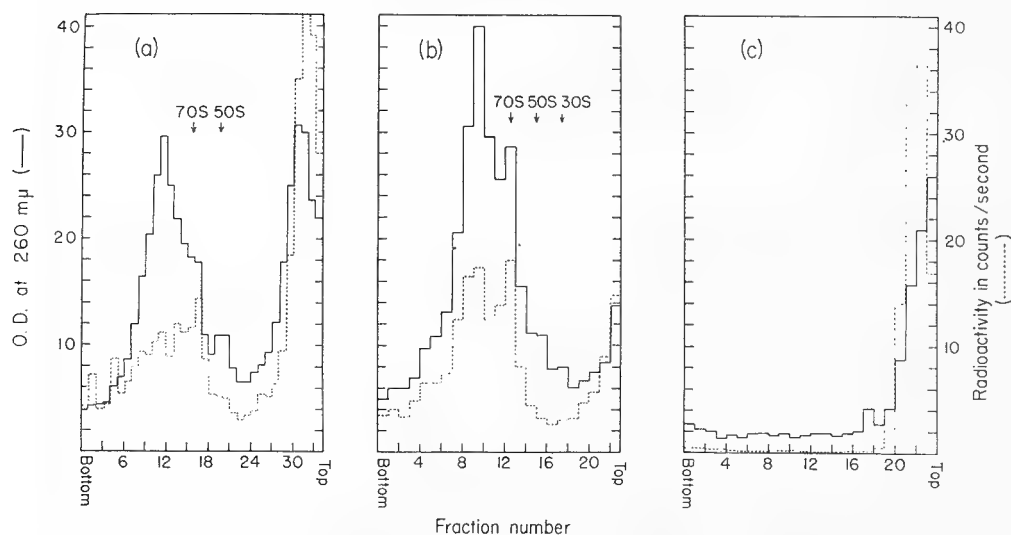 (a)
(b)
(c)
70S 50S
70S 50S 30S
O.D. at 260 mμ (——)
40
30
20
10
40
30
20
10
Radioactivity in counts/second
(........)
Bottom 6 12 18 24 30 Top
Bottom 4 8 12 16 20 Top
Bottom 4 8 12 16 20 Top
Fraction number